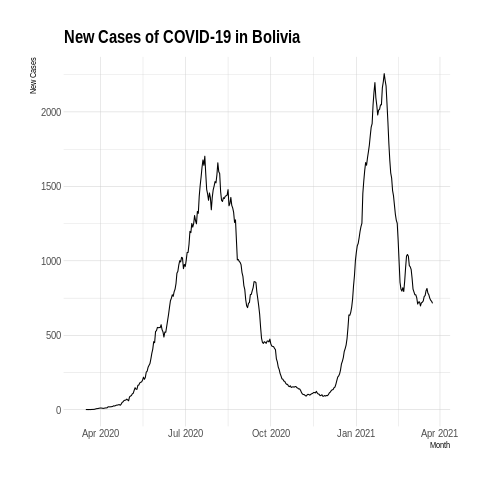 New Cases of COVID-19 in Bolivia
New Cases
2000
1500
1000
500
0
Apr 2020 Jul 2020 Oct 2020 Jan 2021 Apr 2021
Month